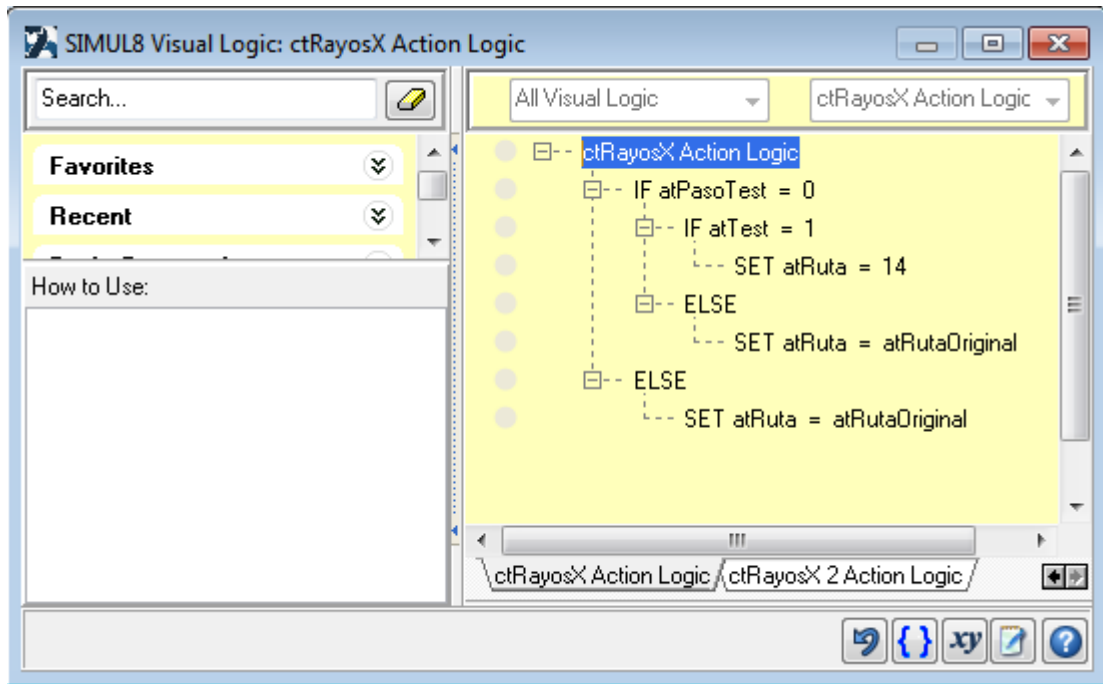 SIMUL8 Visual Logic: ctRayosX Action Logic
Search...
Favorites
Recent
How to Use:
All Visual Logic
ctRayosX Action Logic
ctRayosX Action Logic
IF atPasoTest = 0
IF atTest = 1
SET atRuta = 14
ELSE
SET atRuta = atRutaOriginal
ELSE
SET atRuta = atRutaOriginal
ctRayosX Action Logic
ctRayosX 2 Action Logic
{ }
xy
?